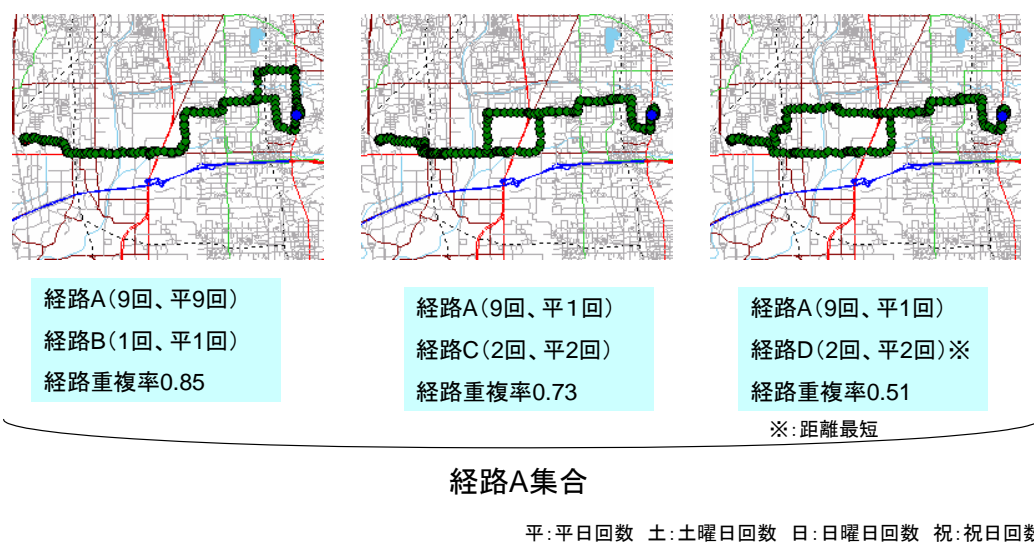 経路A(9回、平9回)
経路B(1回、平1回)
経路重複率0.85
経路A(9回、平１回)
経路C(2回、平2回)
経路重複率0.73
経路A(9回、平1回)
経路D(2回、平2回)※
経路重複率0.51
※:距離最短
経路A集合
平:平日回数 土:土曜日回数 日:日曜日回数 祝:祝日回数